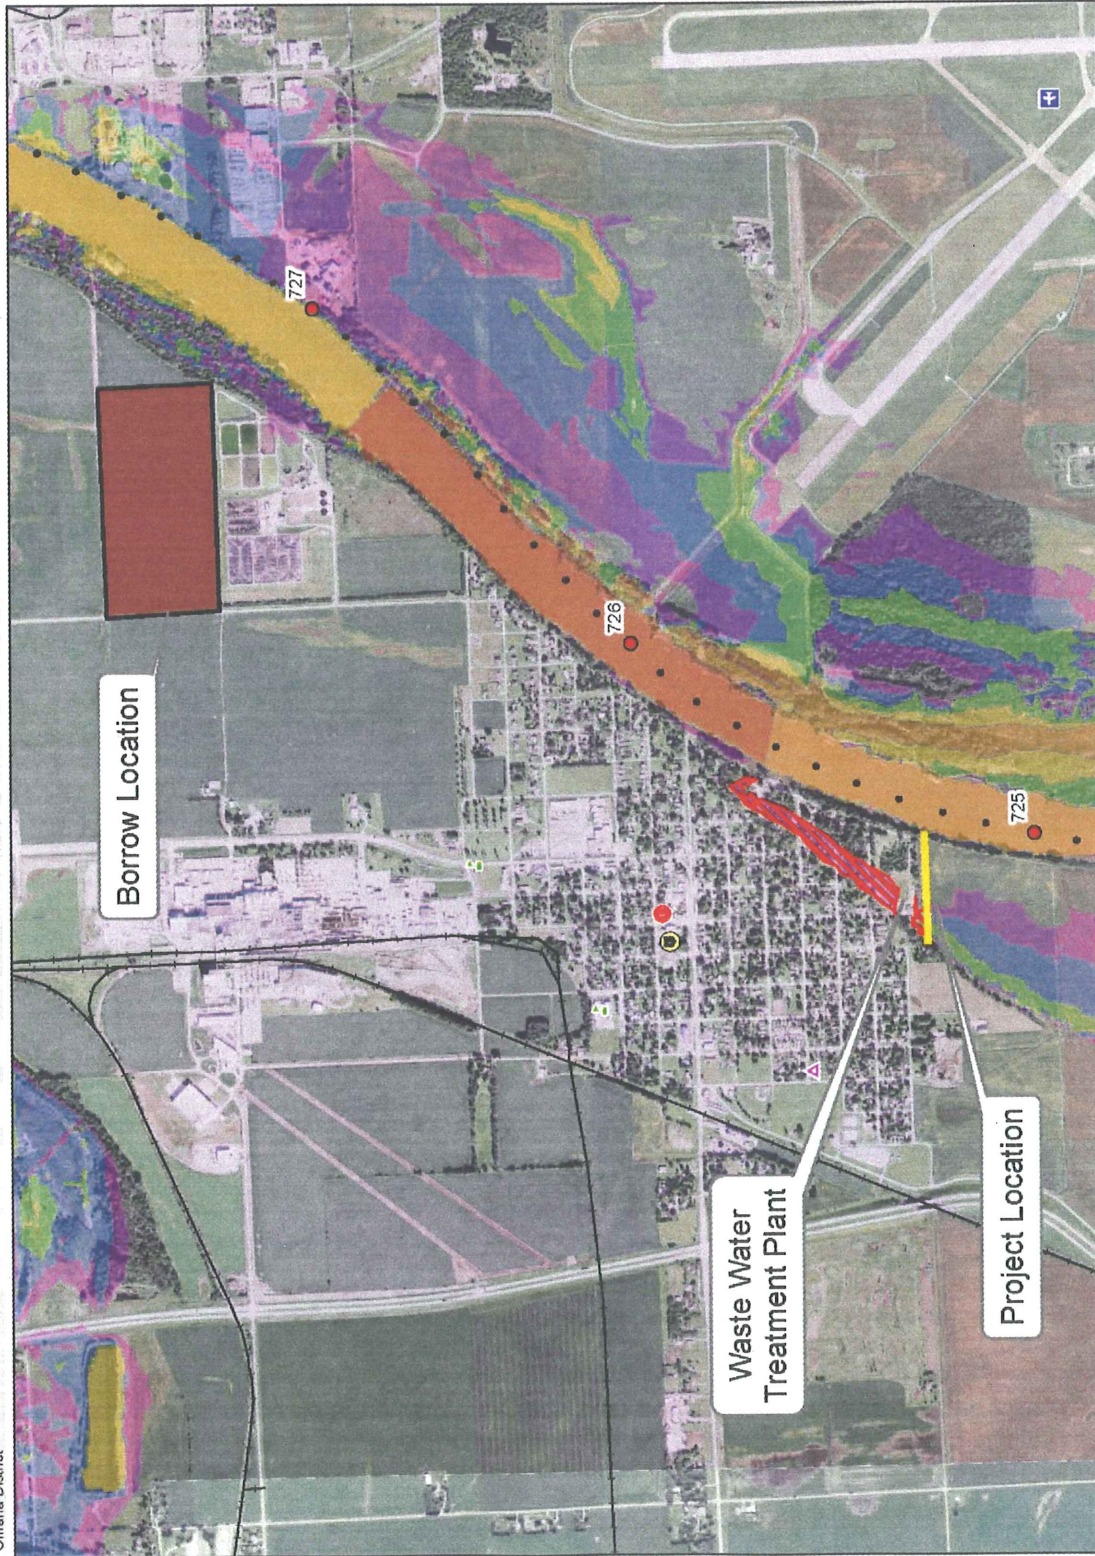 Borrow Location
727
726
725
Waste Water
Treatment Plant
Project Location